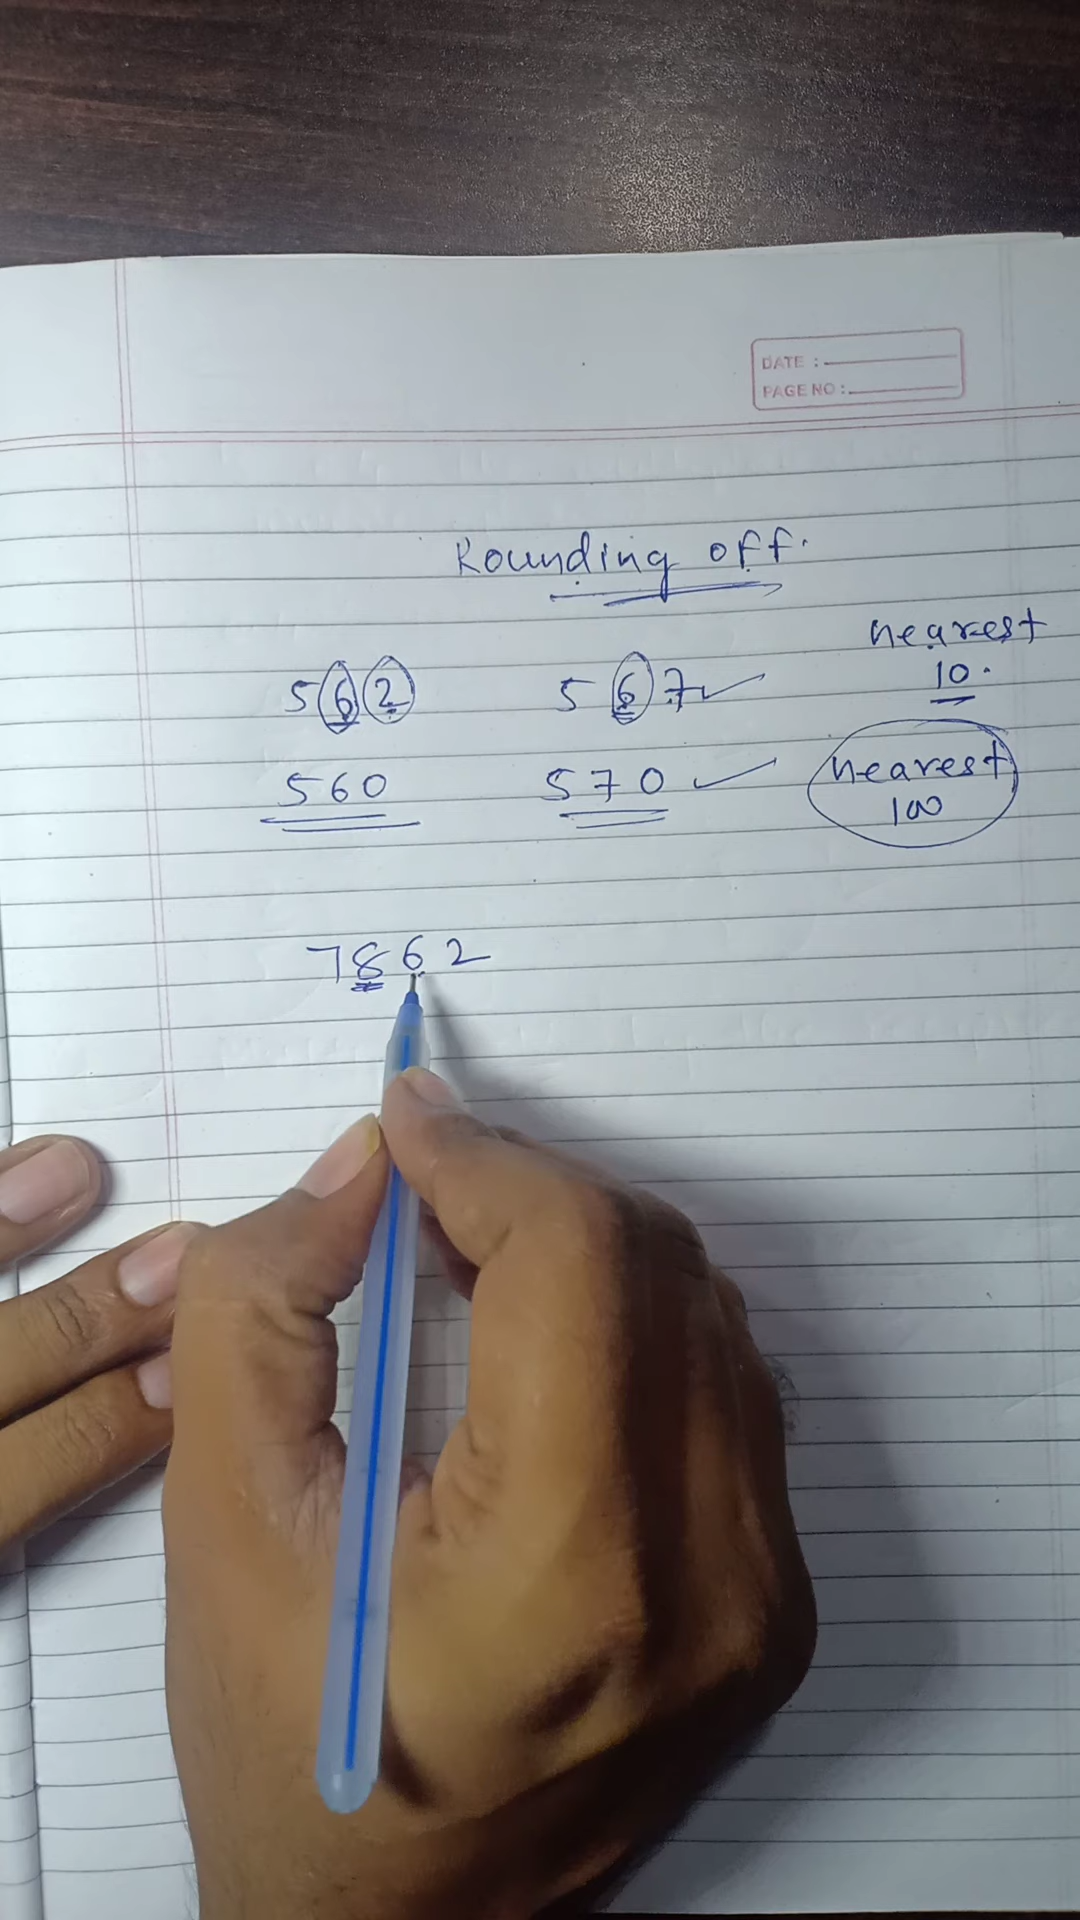 DATE :
PAGE NO :
Rounding off.
562 567 nearest
10.
560 570 nearest
100
7862